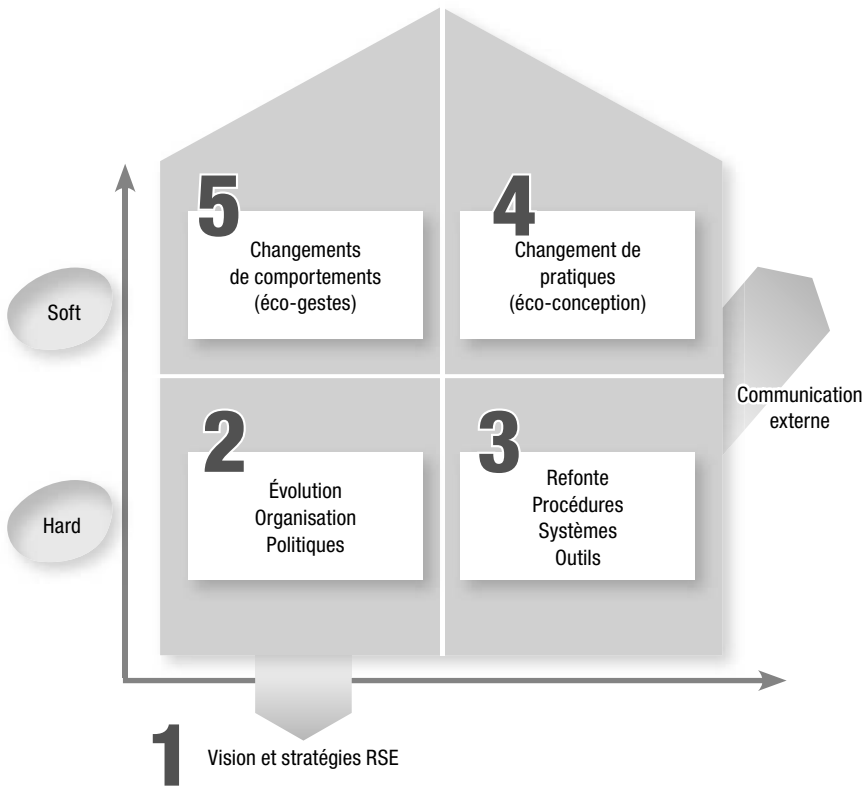 5
Changements
de comportements
(éco-gestes)
4
Changement de
pratiques
(éco-conception)
Soft
Communication
externe
2
Évolution
Organisation
Politiques
3
Refonte
Procédures
Systèmes
Outils
Hard
1
Vision et stratégies RSE